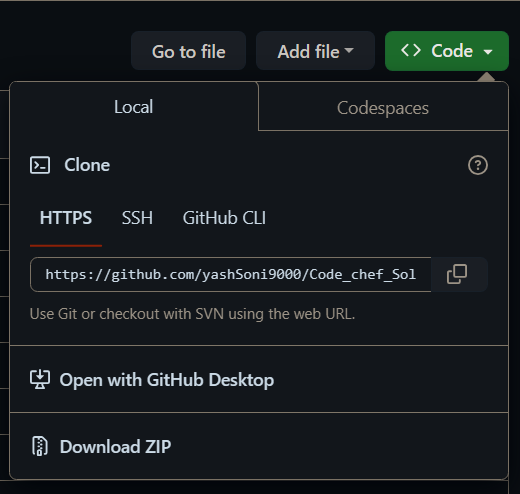 Go to file Add file <> Code
Local Codespaces
Clone
HTTPS SSH GitHub CLI
https://github.com/yashSoni9000/Code_chef_Sol
Use Git or checkout with SVN using the web URL.
Open with GitHub Desktop
Download ZIP